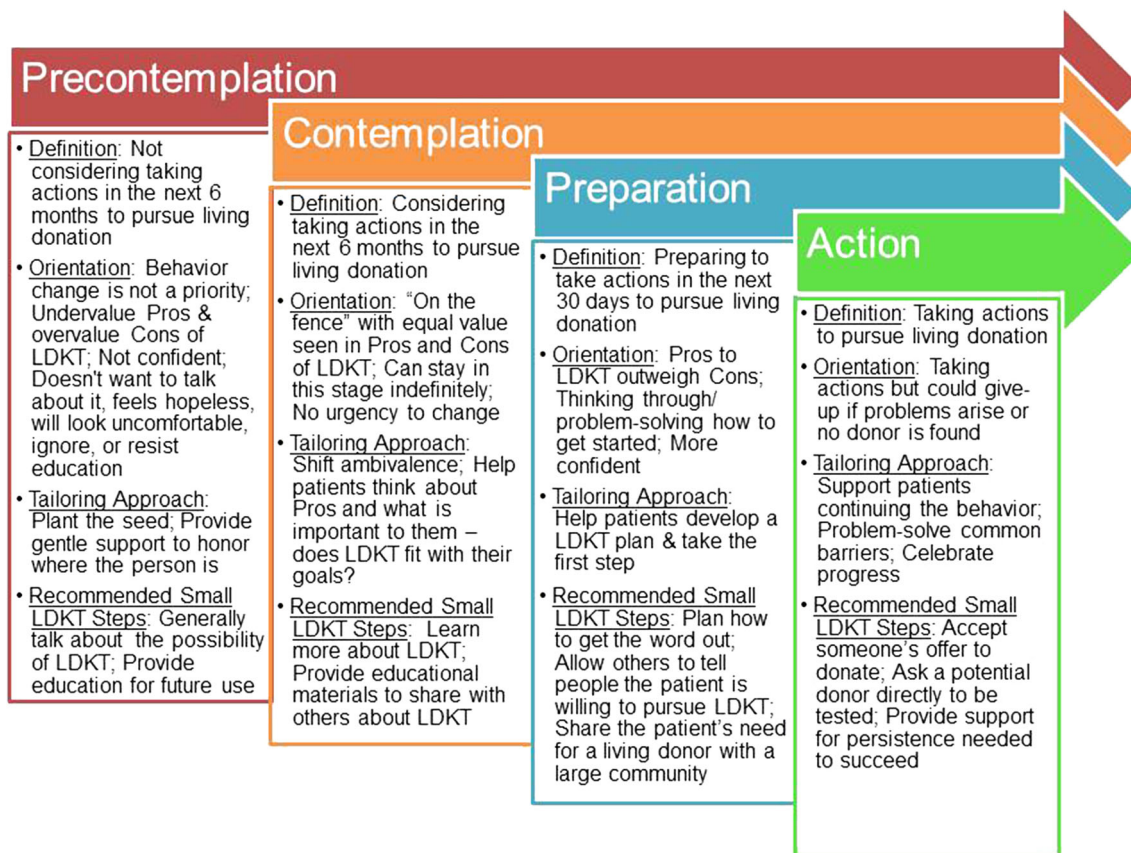 Precontemplation
• Definition: Not
considering taking
actions in the next 6
months to pursue living
donation
• Orientation: Behavior
change is not a priority;
Undervalue Pros &
overvalue Cons of
LDKT; Not confident;
Doesn't want to talk
about it, feels hopeless,
will look uncomfortable,
ignore, or resist
education
• Tailoring Approach:
Plant the seed; Provide
gentle support to honor
where the person is
• Recommended Small
LDKT Steps: Generally
talk about the possibility
of LDKT; Provide
education for future use
Contemplation
• Definition: Considering
taking actions in the
next 6 months to pursue
living donation
• Orientation: “On the
fence” with equal value
seen in Pros and Cons
of LDKT; Can stay in
this stage indefinitely;
No urgency to change
• Tailoring Approach:
Shift ambivalence; Help
patients think about
Pros and what is
important to them –
does LDKT fit with their
goals?
• Recommended Small
LDKT Steps: Learn
more about LDKT;
Provide educational
materials to share with
others about LDKT
Preparation
• Definition: Preparing to
take actions in the next
30 days to pursue living
donation
• Orientation: Pros to
LDKT outweigh Cons;
Thinking through/
problem-solving how to
get started; More
confident
• Tailoring Approach:
Help patients develop a
LDKT plan & take the
first step
• Recommended Small
LDKT Steps: Plan how
to get the word out;
Allow others to tell
people the patient is
willing to pursue LDKT;
Share the patient’s need
for a living donor with a
large community
Action
• Definition: Taking actions
to pursue living donation
• Orientation: Taking
actions but could give-
up if problems arise or
no donor is found
• Tailoring Approach:
Support patients
continuing the behavior;
Problem-solve common
barriers; Celebrate
progress
• Recommended Small
LDKT Steps: Accept
someone’s offer to
donate; Ask a potential
donor directly to be
tested; Provide support
for persistence needed
to succeed